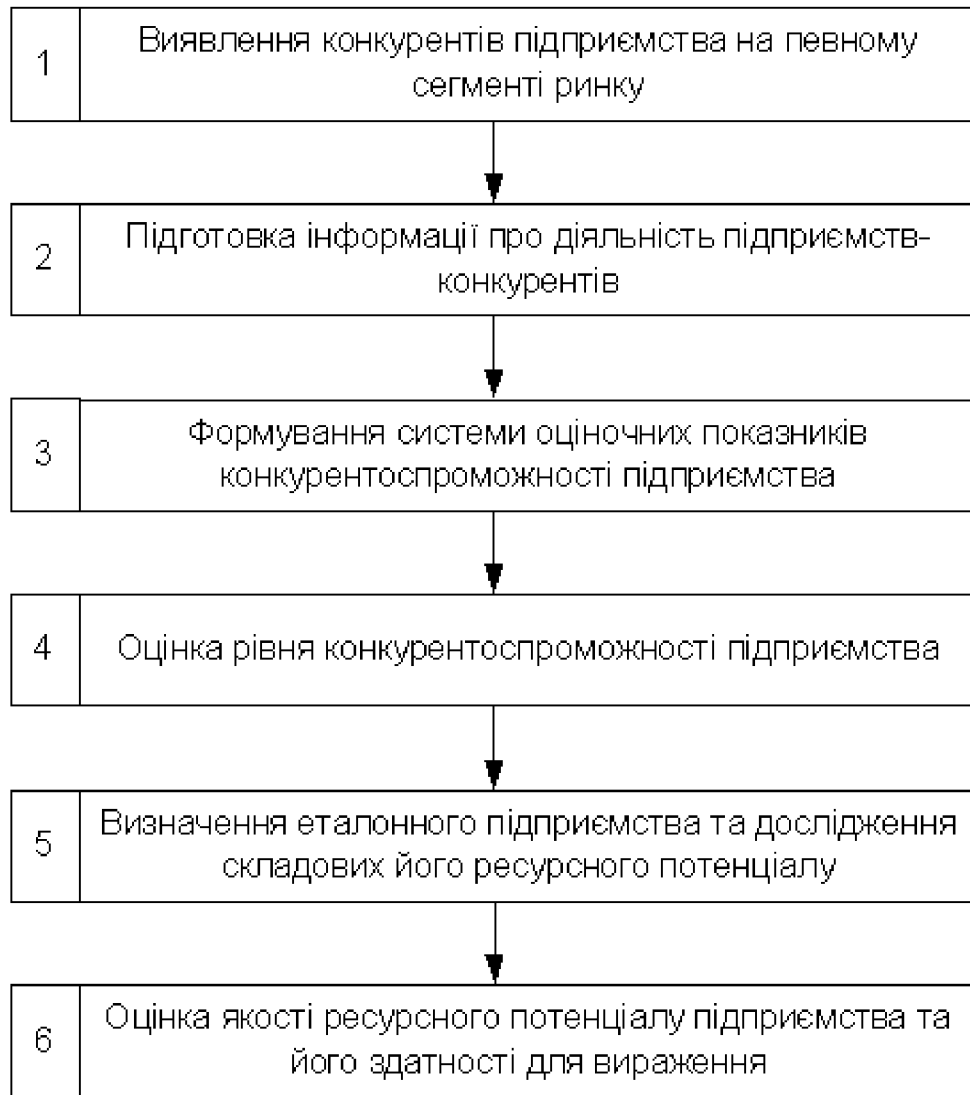 1
Виявлення конкурентів підприємства на певному
сегменті ринку
2
Підготовка інформації про діяльність підприємств-
конкурентів
3
Формування системи оціночних показників
конкурентоспроможності підприємства
4
Оцінка рівня конкурентоспроможності підприємства
5
Визначення еталонного підприємства та дослідження
складових його ресурсного потенціалу
6
Оцінка якості ресурсного потенціалу підприємства та
його здатності для вираження